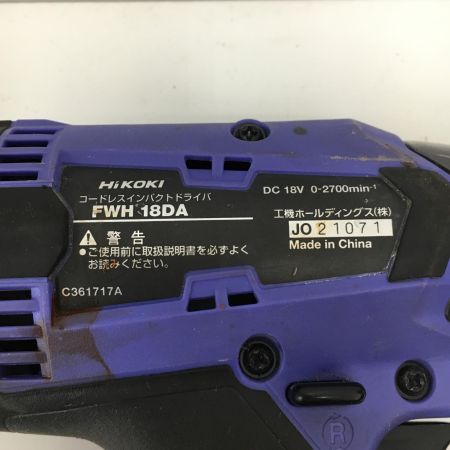 HiKOKI
コードレスインパクトドライバ
FWH 18DA
DC 18V 0-2700min⁻¹
工機ホールディングス(株)
JO 2 1071
Made in China
警告
●ご使用前に取扱説明書を必ずよく
お読みください。
C361717A
R